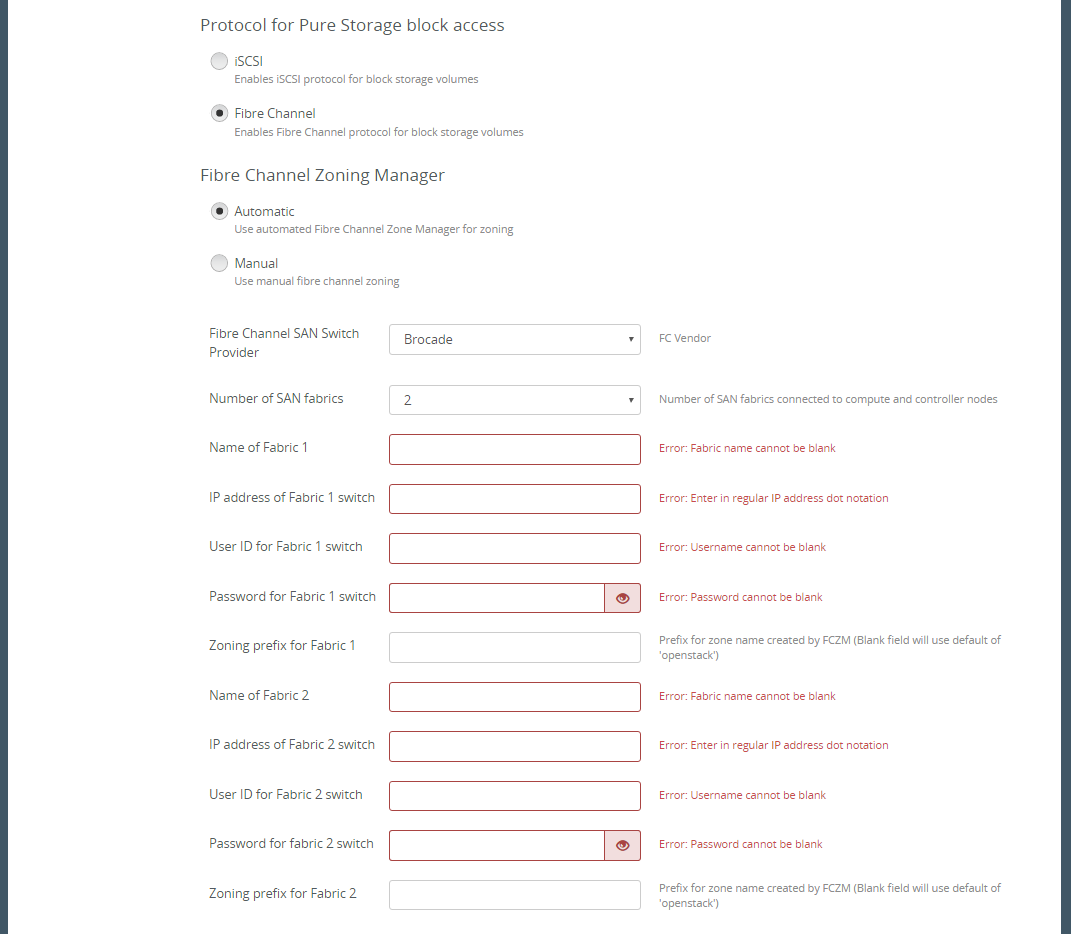 Protocol for Pure Storage block access
iSCSI
Enables iSCSI protocol for block storage volumes
Fibre Channel
Enables Fibre Channel protocol for block storage volumes
Fibre Channel Zoning Manager
Automatic
Use automated Fibre Channel Zone Manager for zoning
Manual
Use manual fibre channel zoning
Fibre Channel SAN Switch
Provider
Brocade
FC Vendor
Number of SAN fabrics
2
Number of SAN fabrics connected to compute and controller nodes
Name of Fabric 1
Error: Fabric name cannot be blank
IP address of Fabric 1 switch
Error: Enter in regular IP address dot notation
User ID for Fabric 1 switch
Error: Username cannot be blank
Password for Fabric 1 switch
Error: Password cannot be blank
Zoning prefix for Fabric 1
Prefix for zone name created by FCZM (Blank field will use default of
'openstack')
Name of Fabric 2
Error: Fabric name cannot be blank
IP address of Fabric 2 switch
Error: Enter in regular IP address dot notation
User ID for Fabric 2 switch
Error: Username cannot be blank
Password for fabric 2 switch
Error: Password cannot be blank
Zoning prefix for Fabric 2
Prefix for zone name created by FCZM (Blank field will use default of
'openstack')